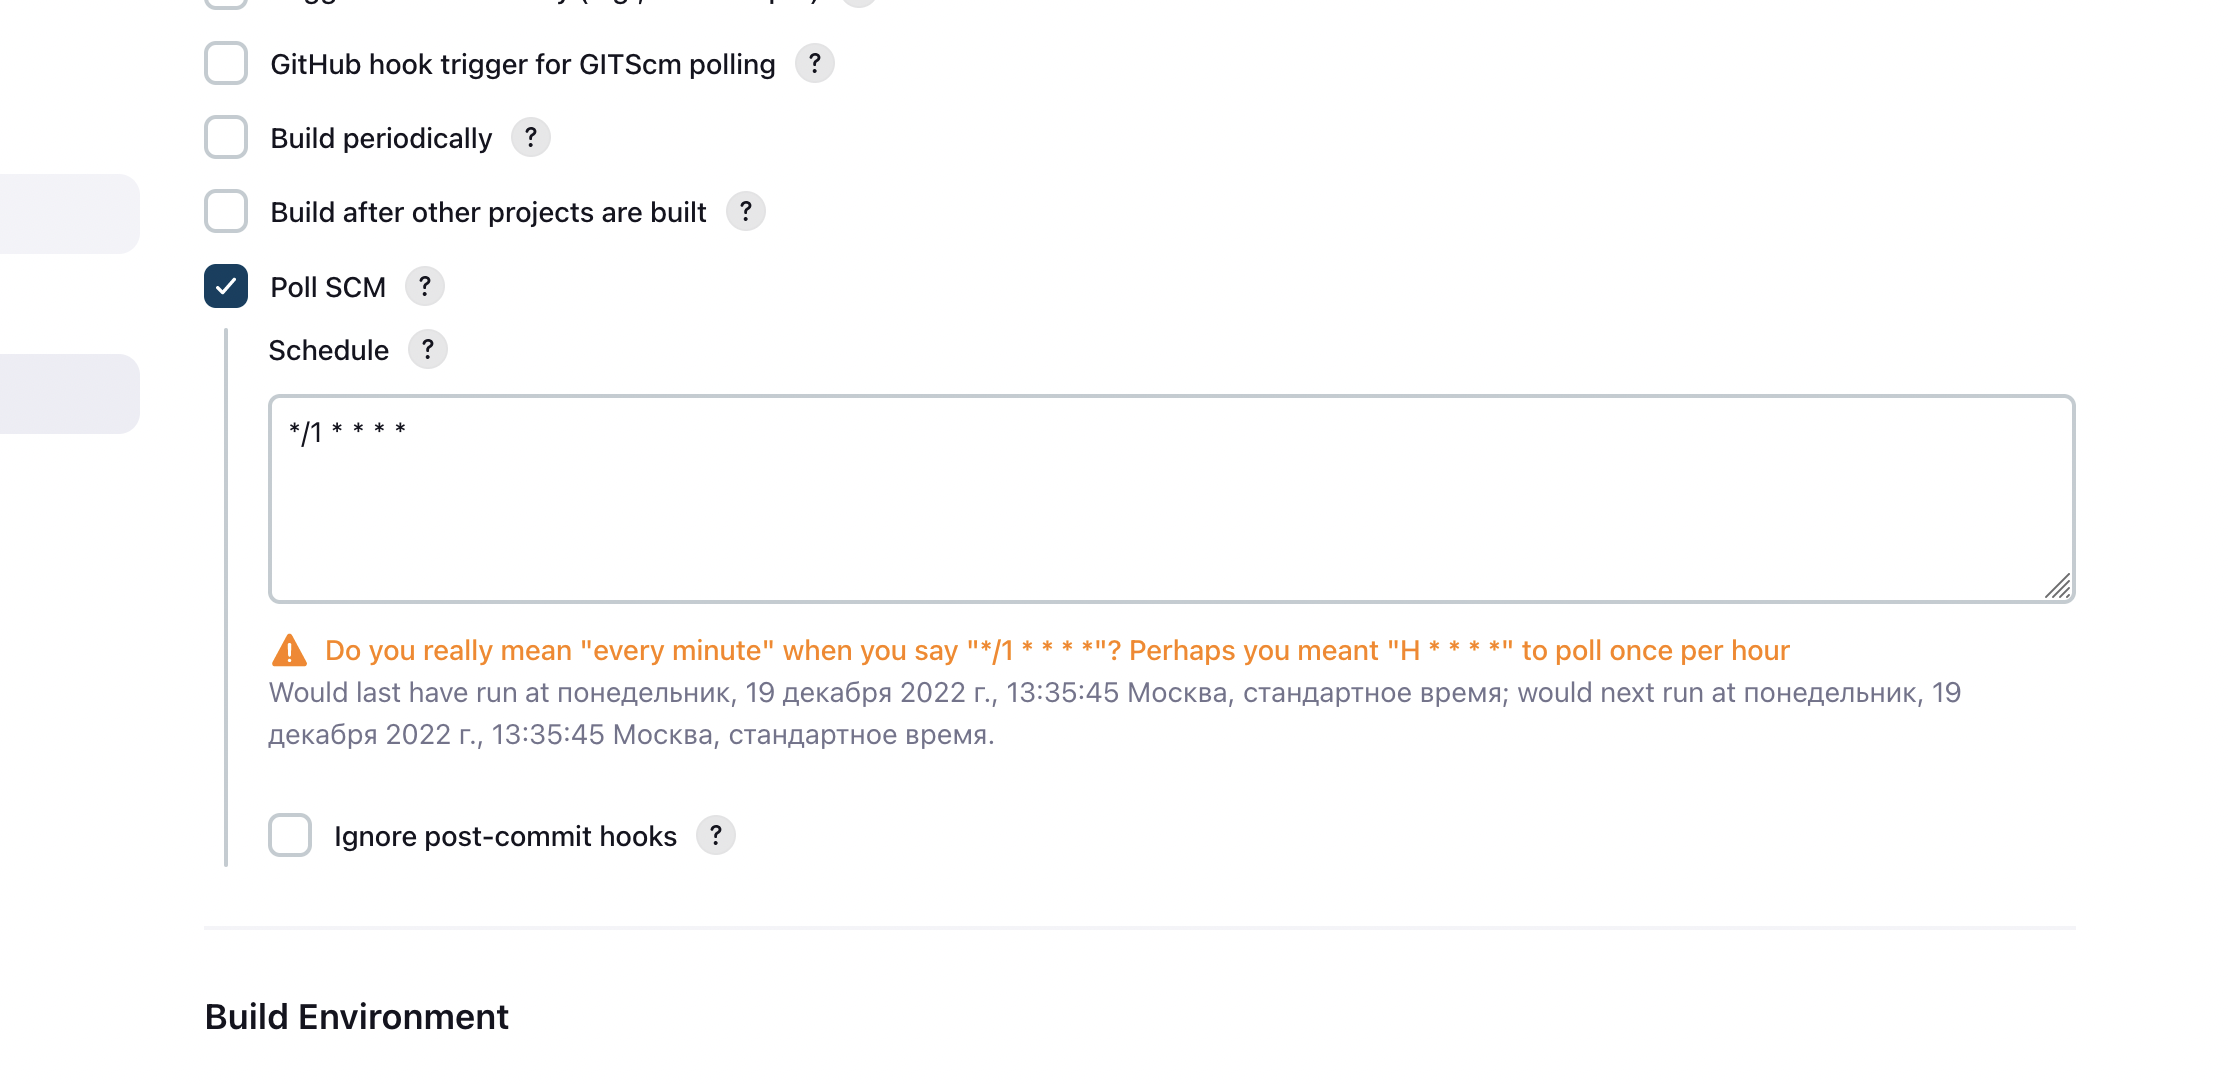 GitHub hook trigger for GITScm polling ?
Build periodically ?
Build after other projects are built ?
Poll SCM ?
Schedule ?
*/1 * * * *
Do you really mean "every minute" when you say "*/1 * * * *"? Perhaps you meant "H * * * *" to poll once per hour
Would last have run at понедельник, 19 декабря 2022 г., 13:35:45 Москва, стандартное время; would next run at понедельник, 19
декабря 2022 г., 13:35:45 Москва, стандартное время.
Ignore post-commit hooks ?
Build Environment